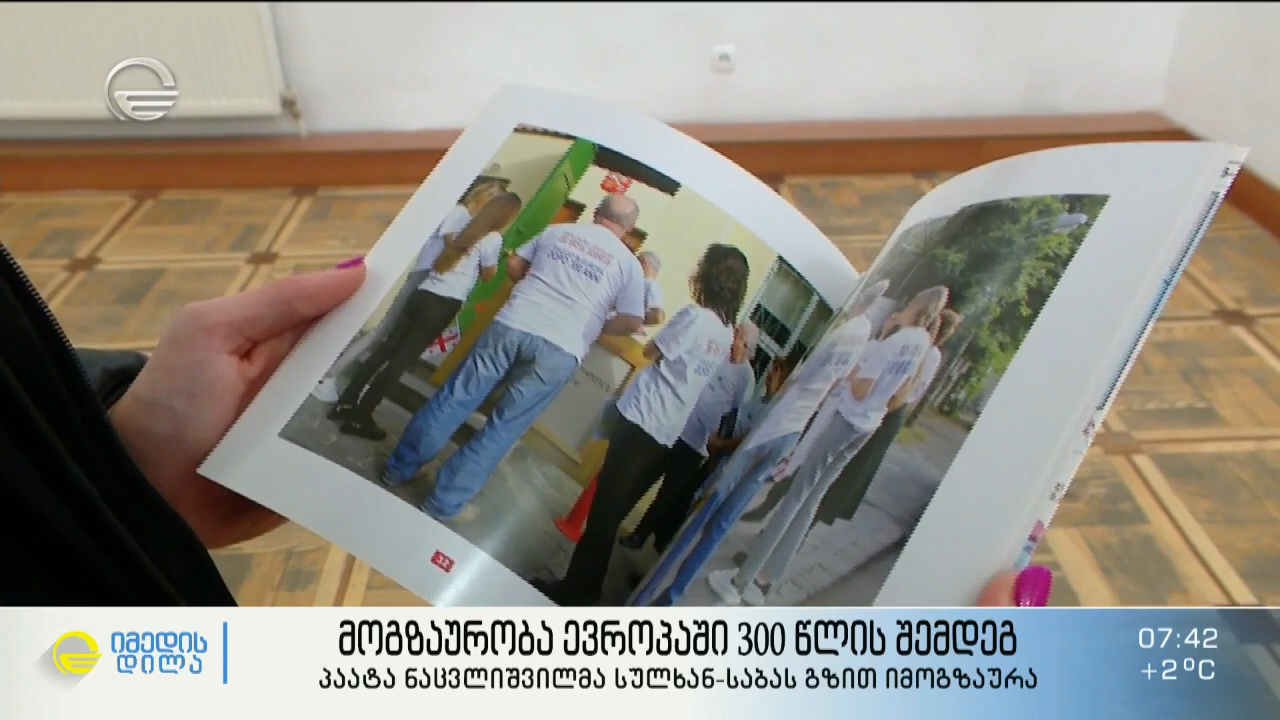 იმედის
დილა
მოგზაურობა ევროპაში 300 წლის შემდეგ
პაატა ნაცვლიშვილმა სულხან-საბას გზით იმოგზაურა
07:42
+2°C